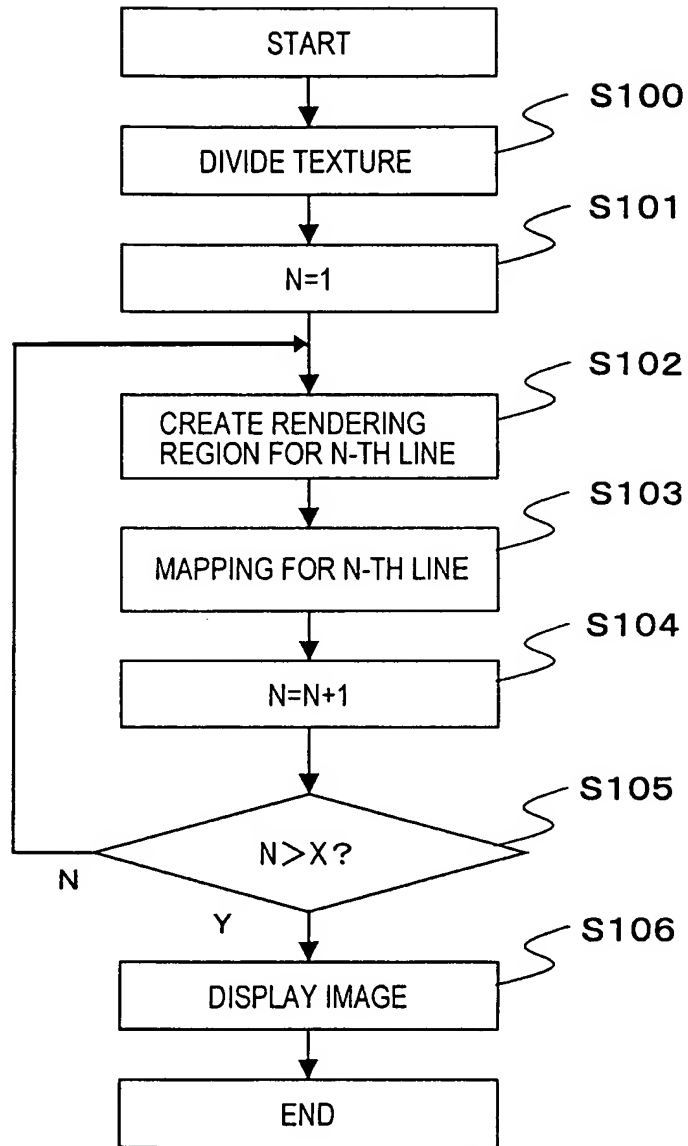 START
S100
DIVIDE TEXTURE
S101
N=1
S102
CREATE RENDERING
REGION FOR N-TH LINE
S103
MAPPING FOR N-TH LINE
S104
N=N+1
S105
N>X?
N
Y
S106
DISPLAY IMAGE
END